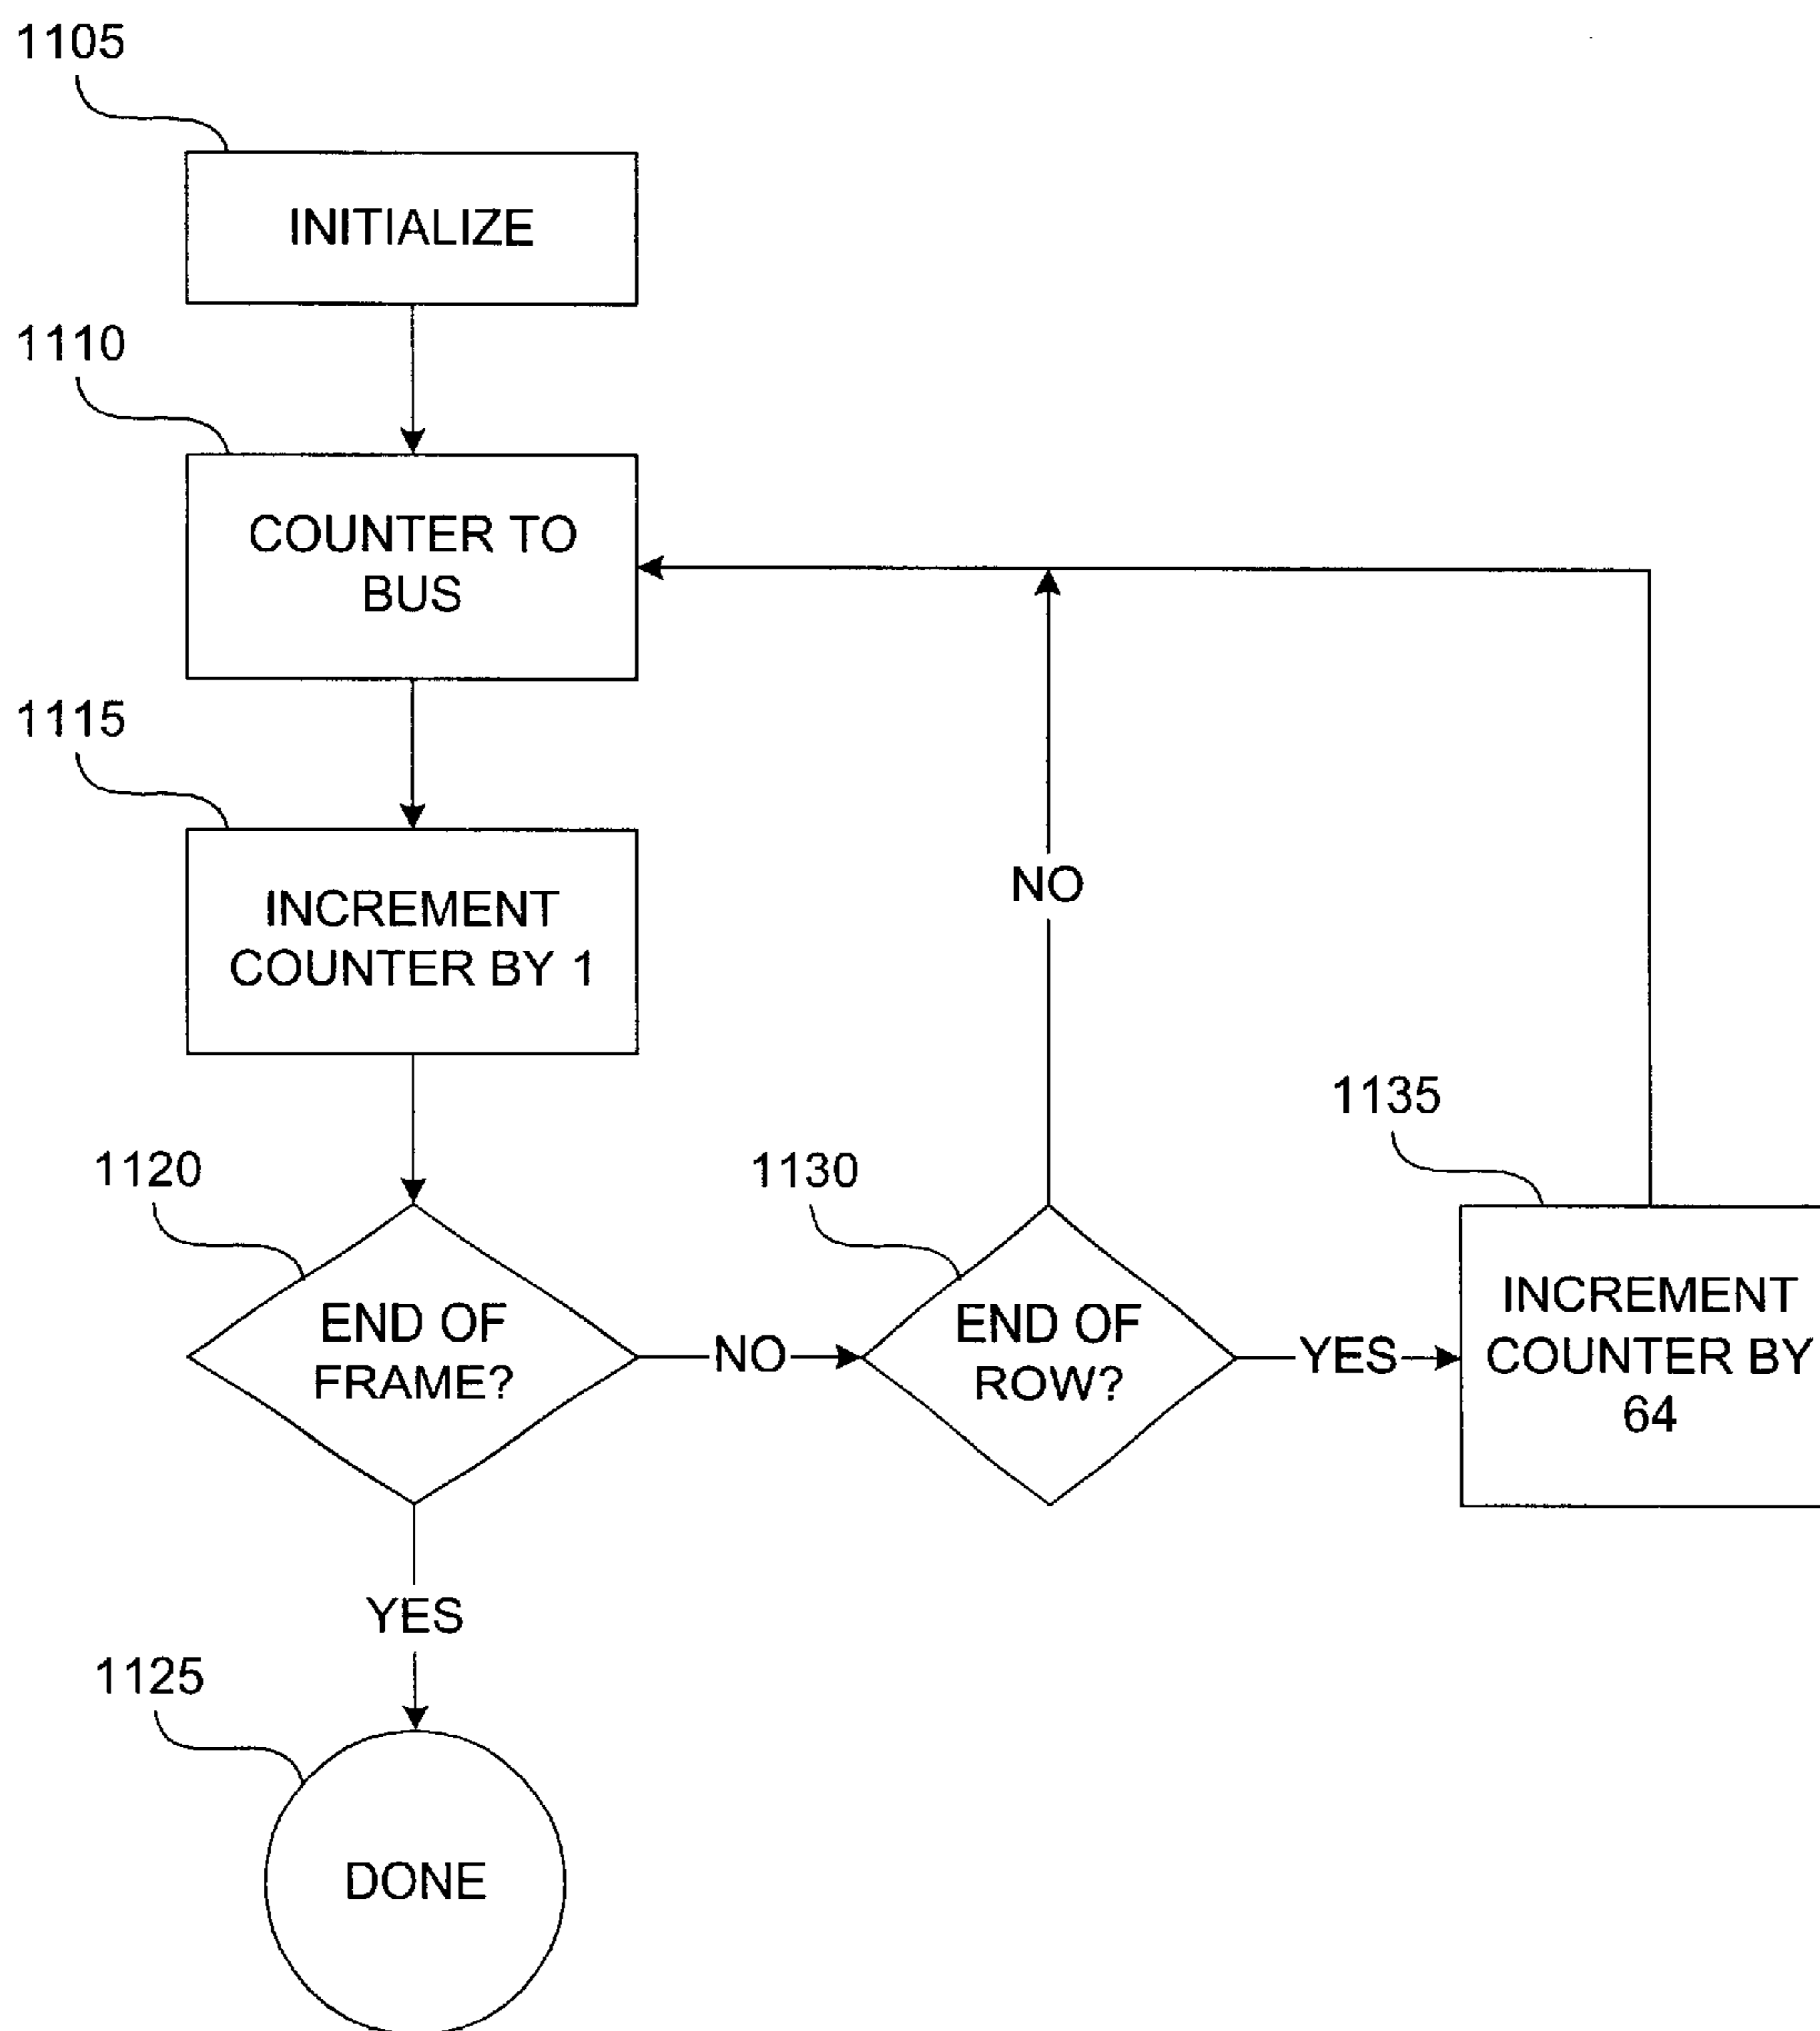 1105
INITIALIZE
1110
COUNTER TO
BUS
1115
INCREMENT
COUNTER BY 1
NO
1120
END OF
FRAME?
NO
1130
END OF
ROW?
YES
1135
INCREMENT
COUNTER BY
64
YES
1125
DONE